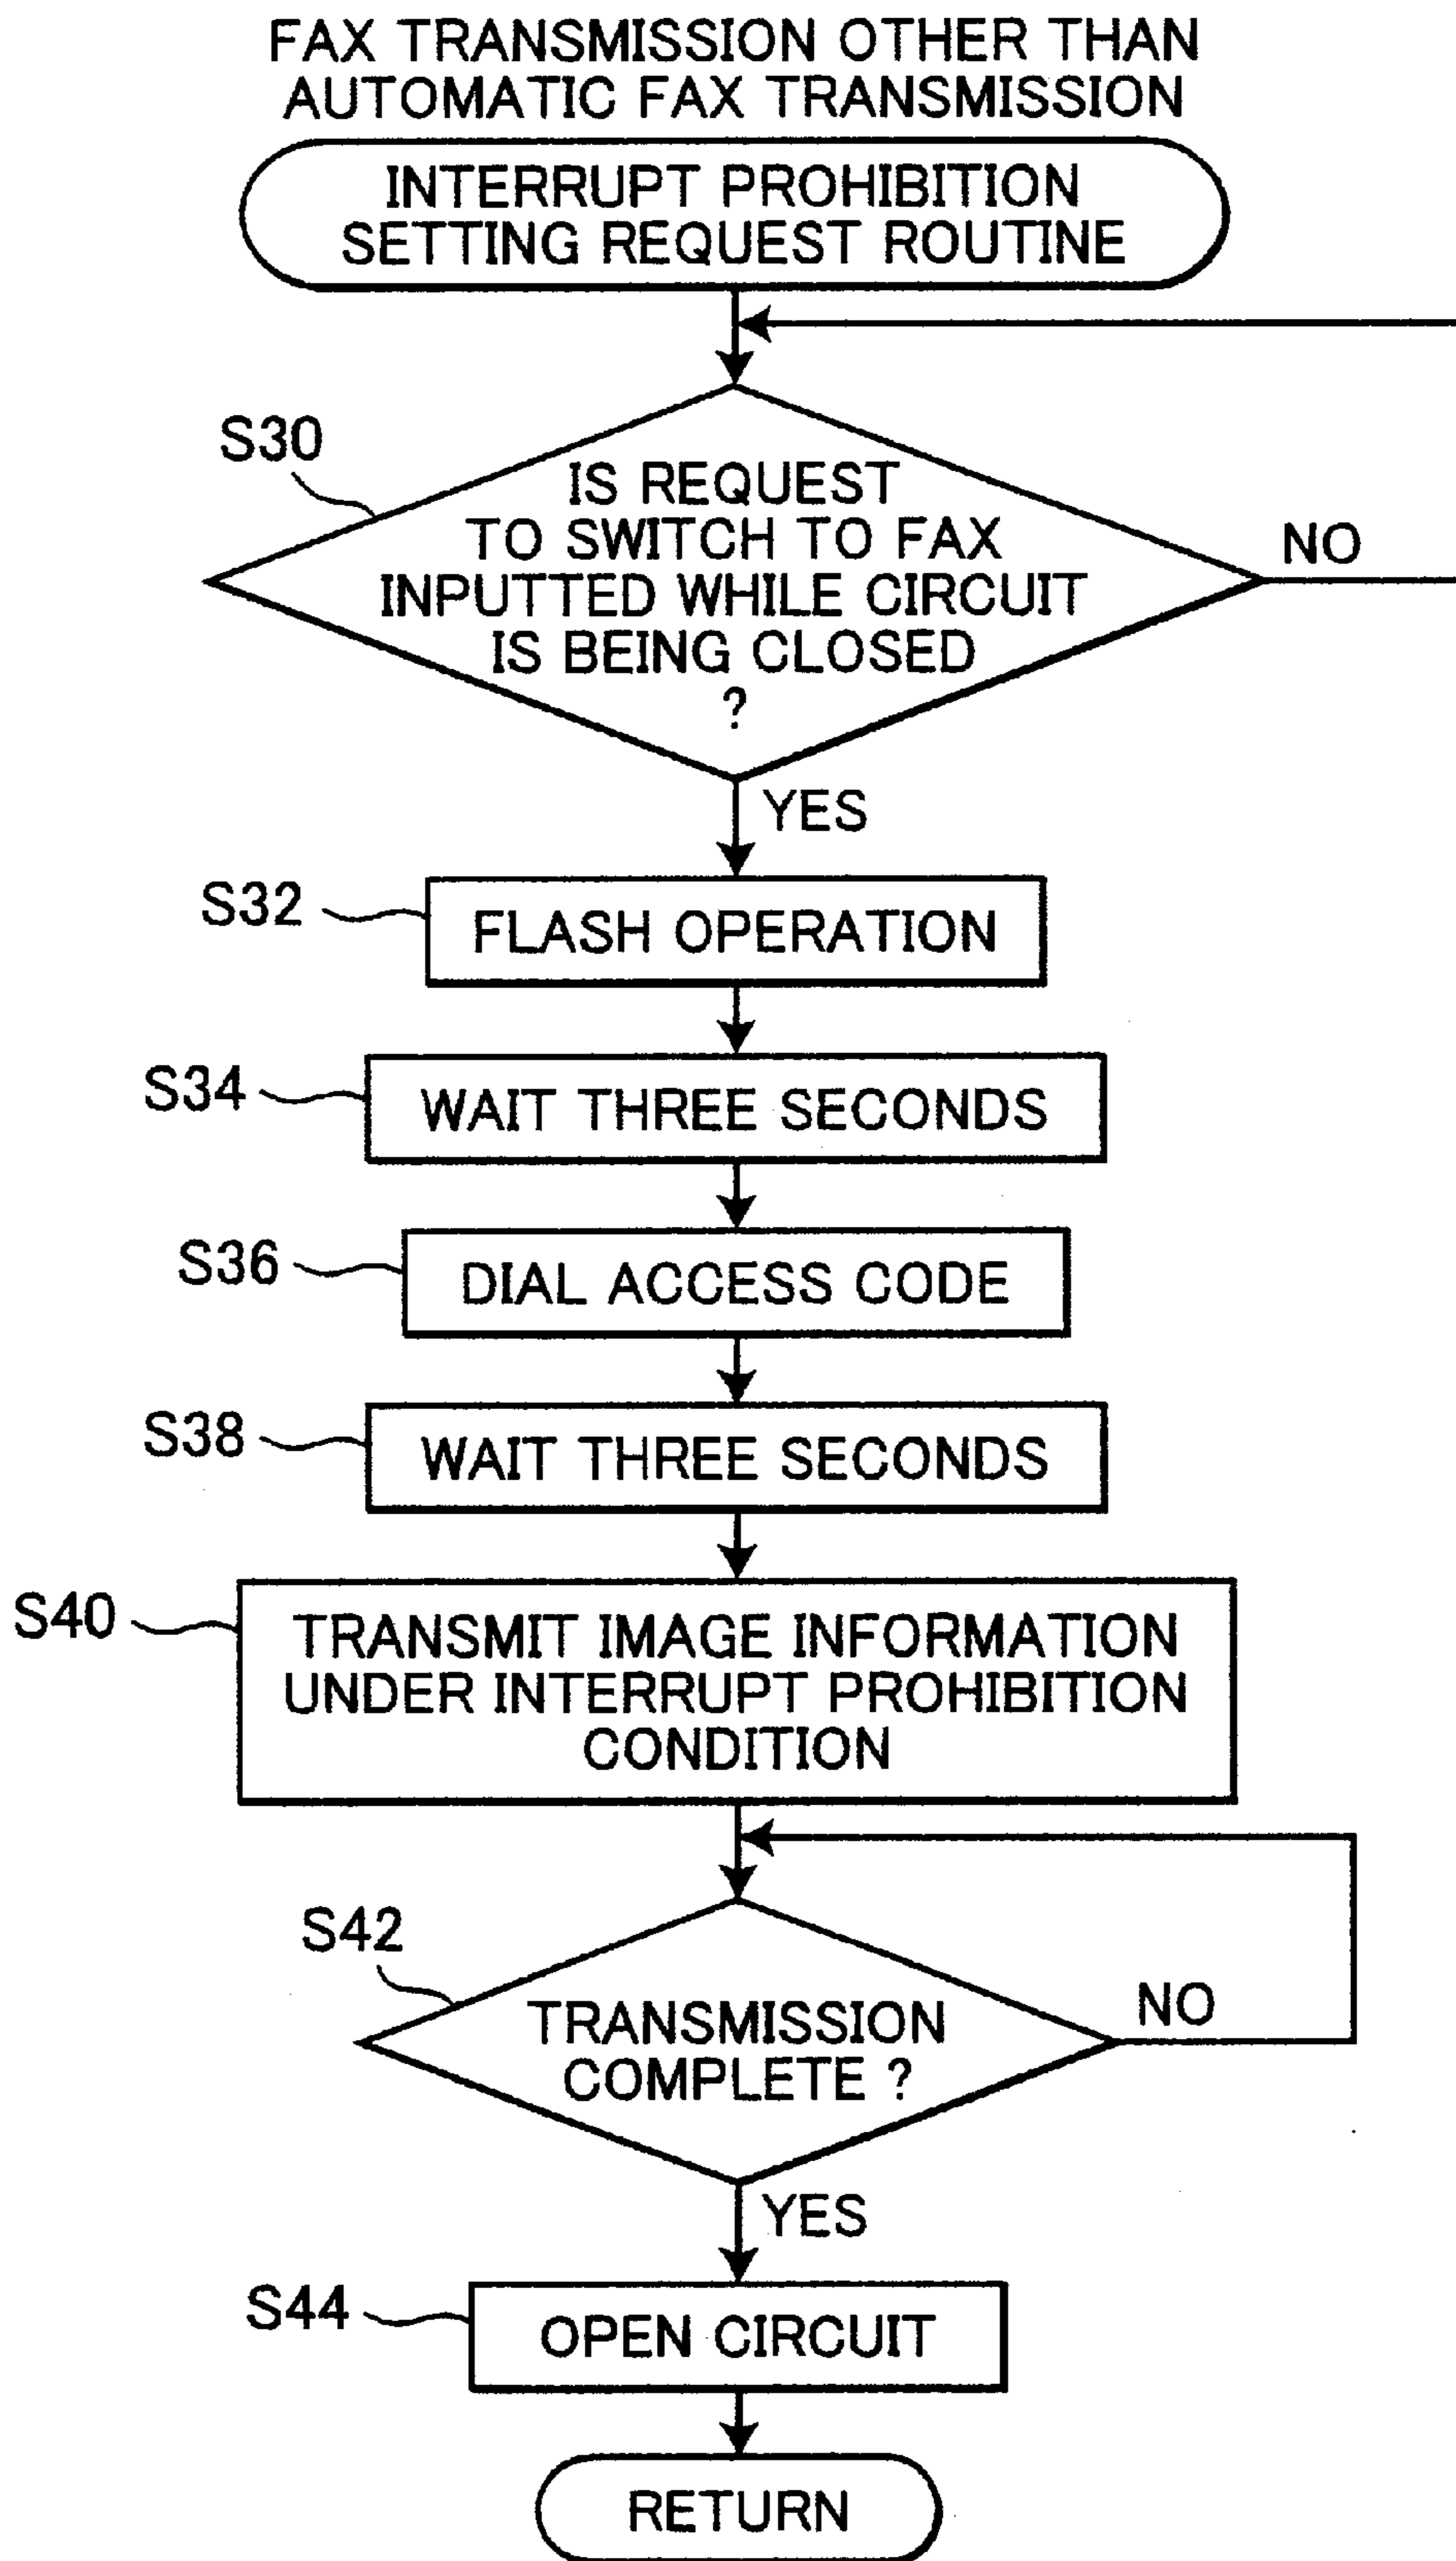 FAX TRANSMISSION OTHER THAN
AUTOMATIC FAX TRANSMISSION
INTERRUPT PROHIBITION
SETTING REQUEST ROUTINE
S30
IS REQUEST
TO SWITCH TO FAX
INPUTTED WHILE CIRCUIT
IS BEING CLOSED
?
NO
YES
S32
FLASH OPERATION
S34
WAIT THREE SECONDS
S36
DIAL ACCESS CODE
S38
WAIT THREE SECONDS
S40
TRANSMIT IMAGE INFORMATION
UNDER INTERRUPT PROHIBITION
CONDITION
S42
TRANSMISSION
COMPLETE ?
NO
YES
S44
OPEN CIRCUIT
RETURN